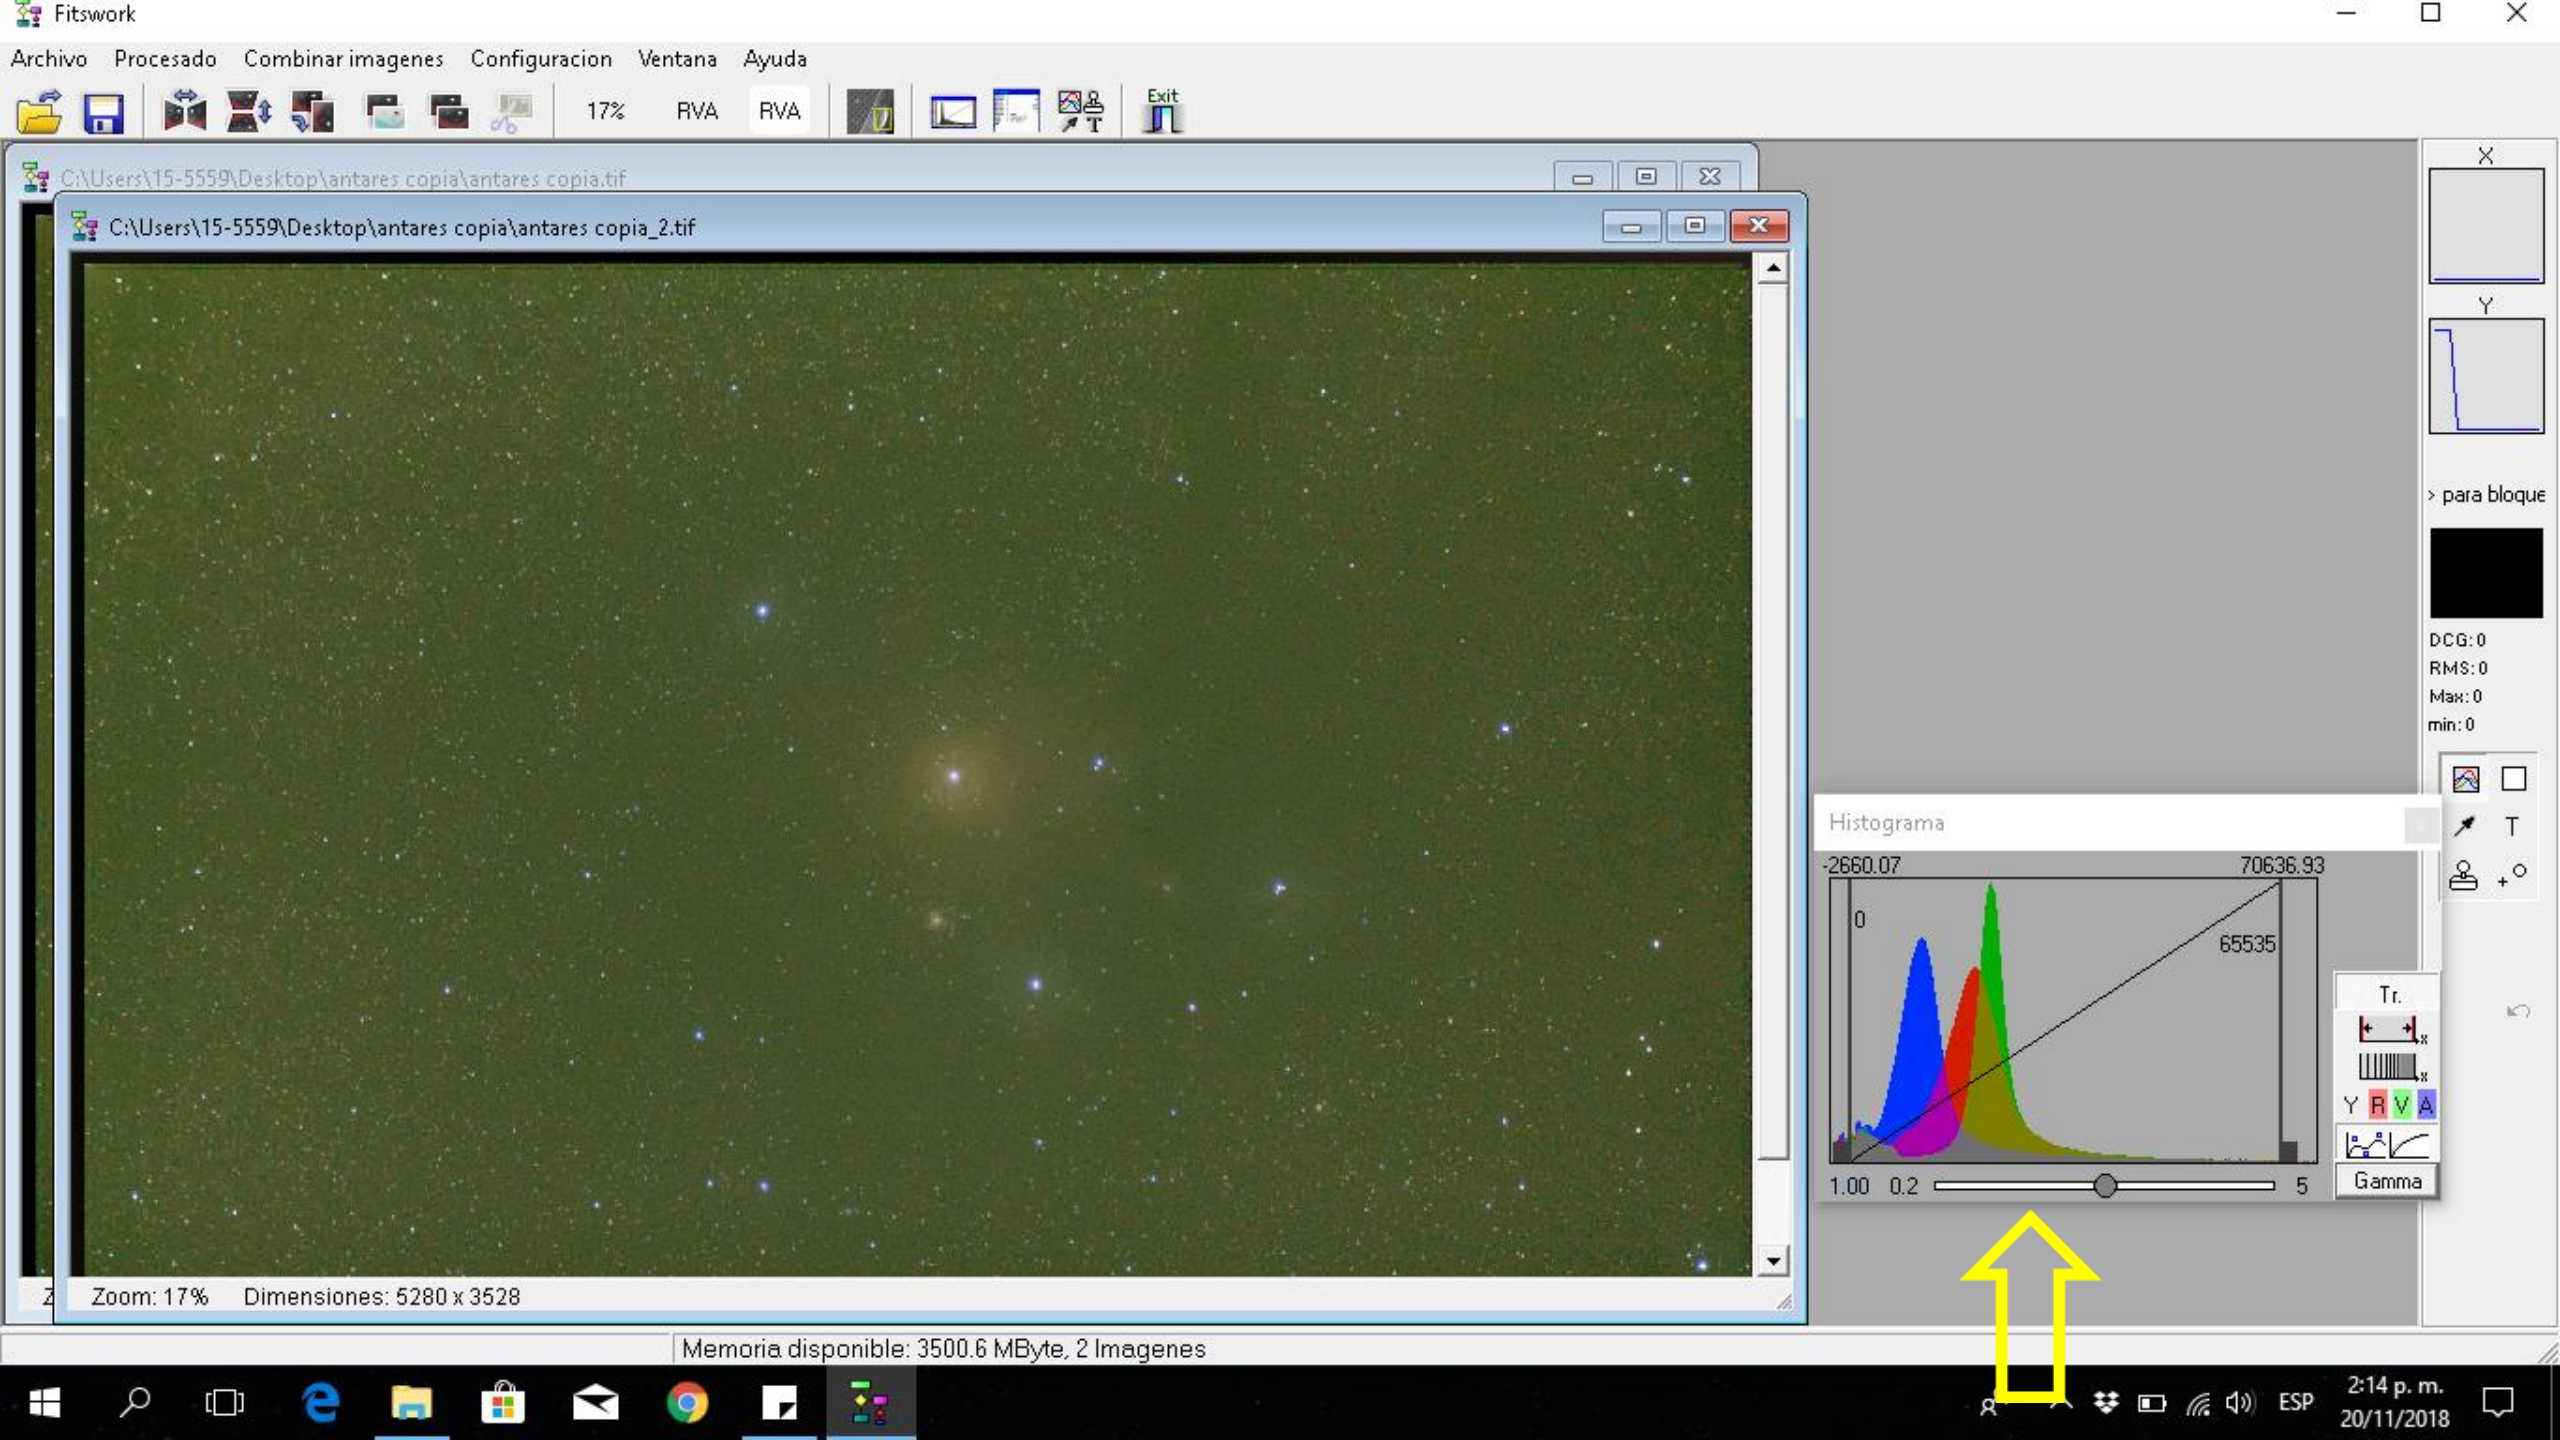 Fitswork
Archivo Procesado Combinar imagenes Configuracion Ventana Ayuda
17% RVA RVA Exit
C:\Users\15-5559\Desktop\antares copia\antares copia.tif
C:\Users\15-5559\Desktop\antares copia\antares copia_2.tif
X
Y
> para bloque
DCG:0
RMS:0
Max:0
min:0
T
Histograma
-2660.07 70636.93
0
65535
Tr.
Y R V A
1.00 0.2 5 Gamma
Z Zoom: 17% Dimensiones: 5280 x 3528
Memoria disponible: 3500.6 MByte, 2 Imagenes
ESP
2:14 p. m.
20/11/2018